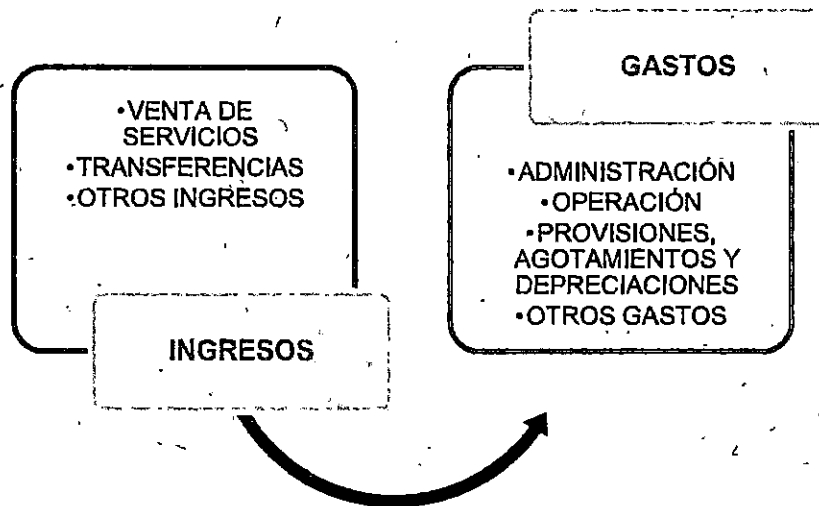 •VENTA DE
SERVICIOS
•TRANSFERENCIAS
•OTROS INGRESOS
INGRESOS
GASTOS
•ADMINISTRACIÓN
•OPERACIÓN
•PROVISIONES,
AGOTAMIENTOS Y
DEPRECIACIONES
•OTROS GASTOS